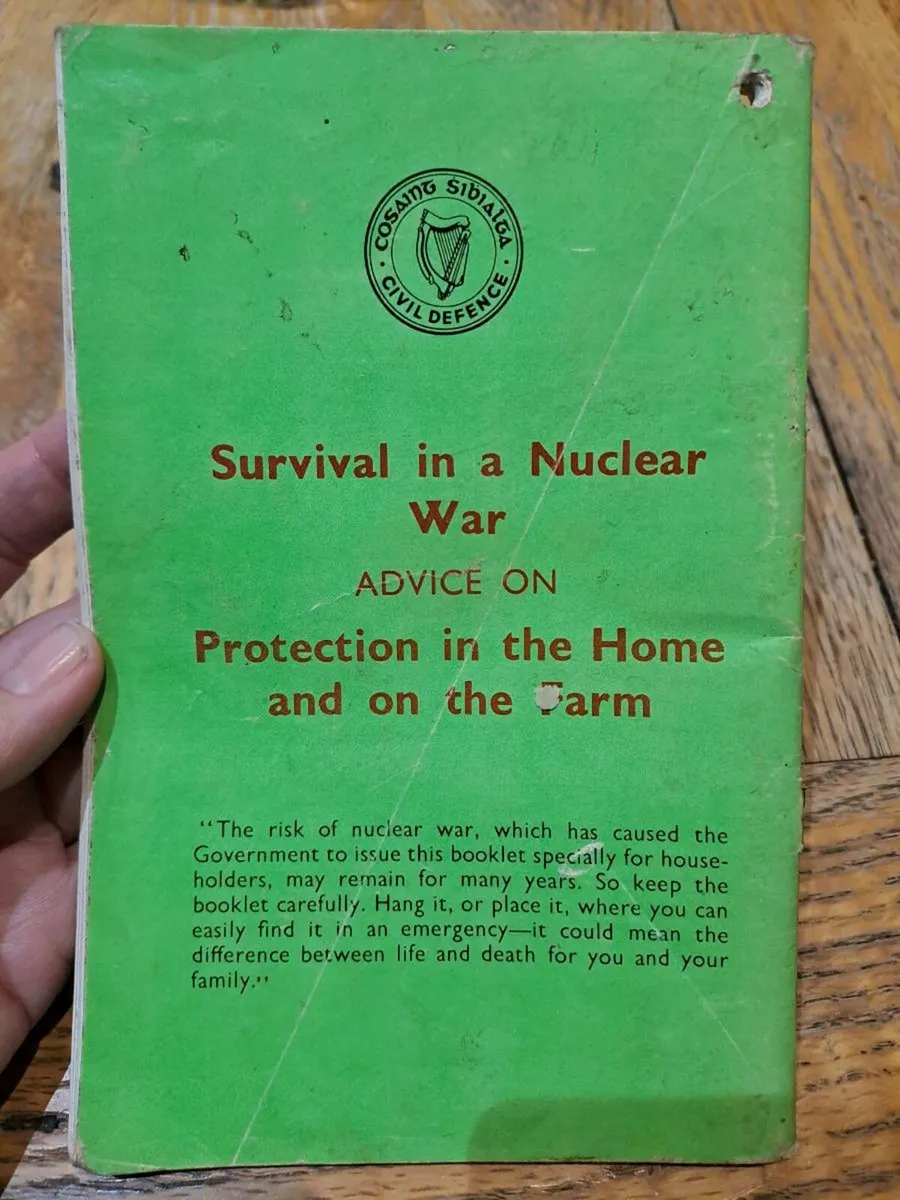 COSAINT SIBIALTA
CIVIL DEFENCE
Survival in a Nuclear
War
ADVICE ON
Protection in the Home
and on the Farm
"The risk of nuclear war, which has caused the
Government to issue this booklet specially for house-
holders, may remain for many years. So keep the
booklet carefully. Hang it, or place it, where you can
easily find it in an emergency—it could mean the
difference between life and death for you and your
family."